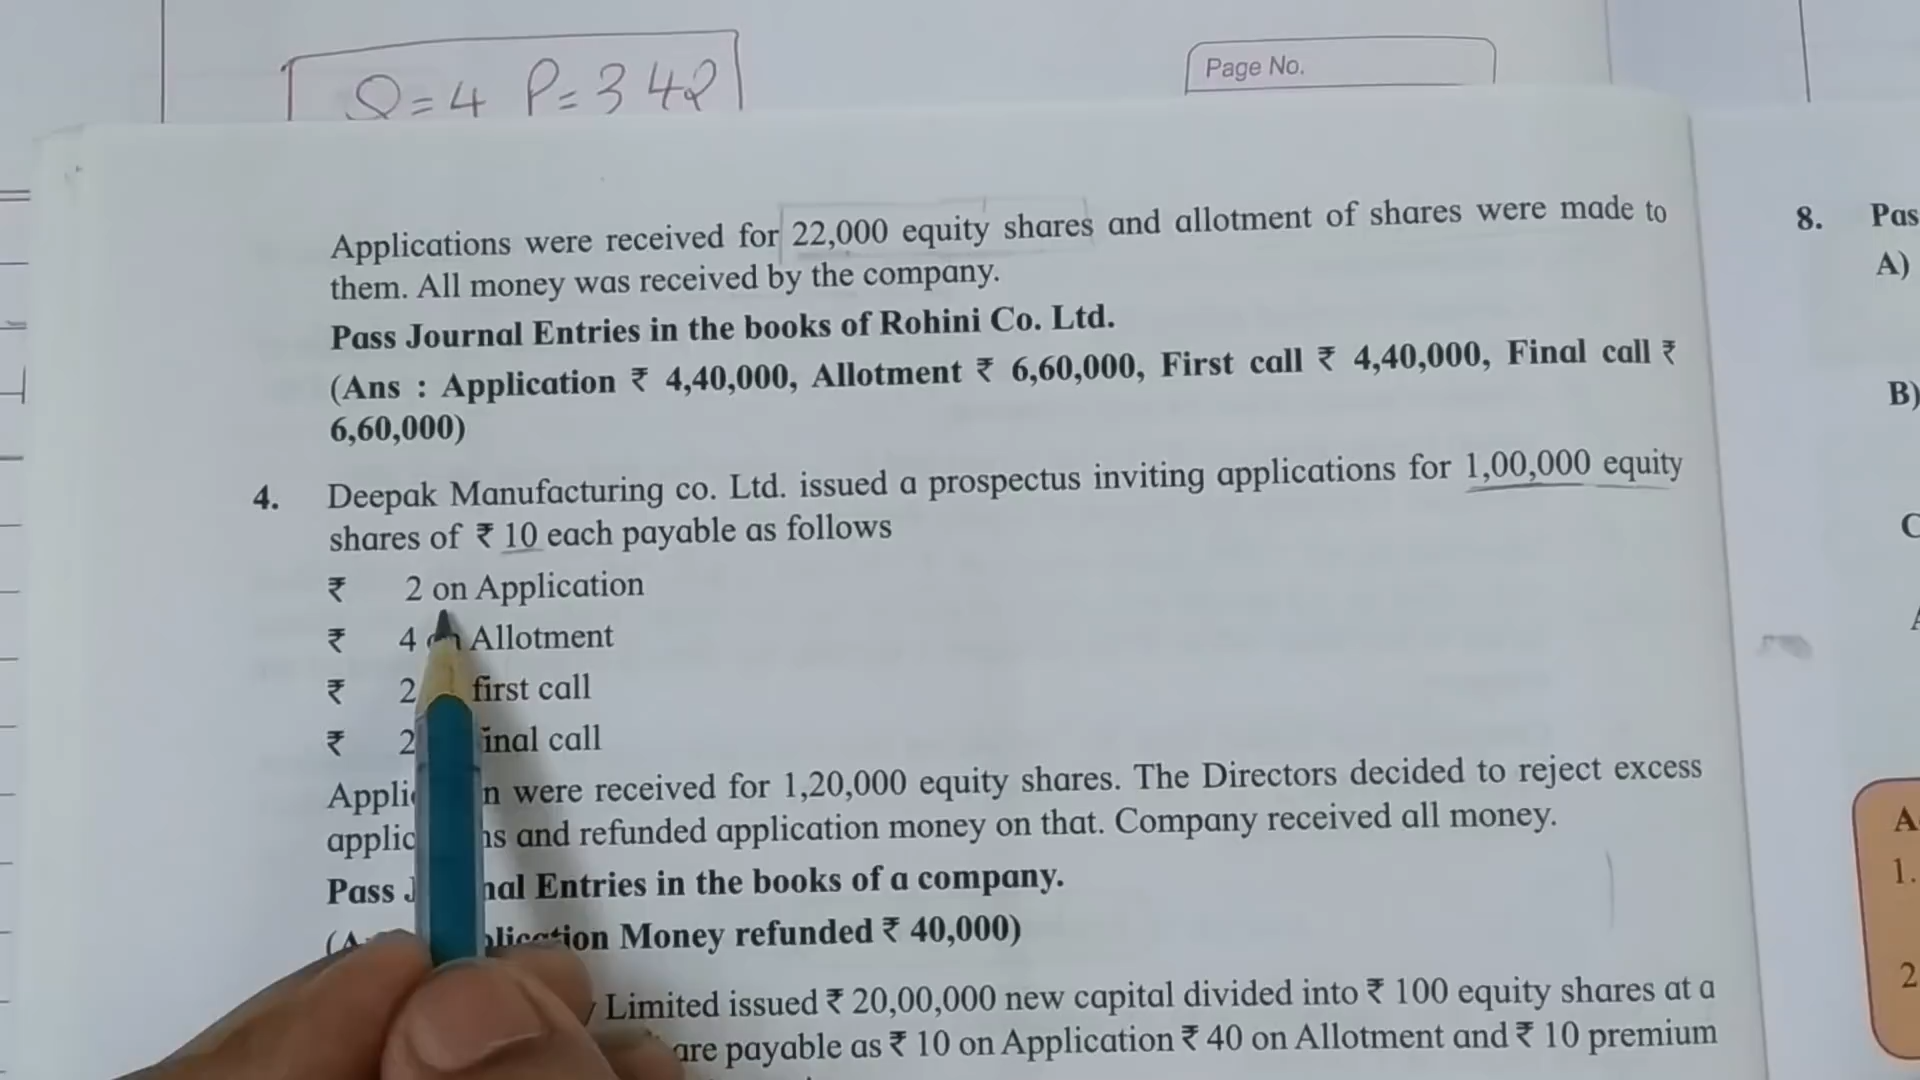 Q=4 P=342
Page No.
Applications were received for 22,000 equity shares and allotment of shares were made to
them. All money was received by the company.
Pass Journal Entries in the books of Rohini Co. Ltd.
(Ans : Application ₹ 4,40,000, Allotment ₹ 6,60,000, First call ₹ 4,40,000, Final call ₹
6,60,000)
4. Deepak Manufacturing co. Ltd. issued a prospectus inviting applications for 1,00,000 equity
shares of ₹ 10 each payable as follows
₹ 2 on Application
₹ 4 Allotment
₹ 2 first call
₹ 2 inal call
Appli n were received for 1,20,000 equity shares. The Directors decided to reject excess
applic ns and refunded application money on that. Company received all money.
Pass J nal Entries in the books of a company.
lication Money refunded ₹ 40,000)
Limited issued ₹ 20,00,000 new capital divided into ₹ 100 equity shares at a
are payable as ₹ 10 on Application ₹ 40 on Allotment and ₹ 10 premium
8. Pas
A)
B)
C
A
1.
2